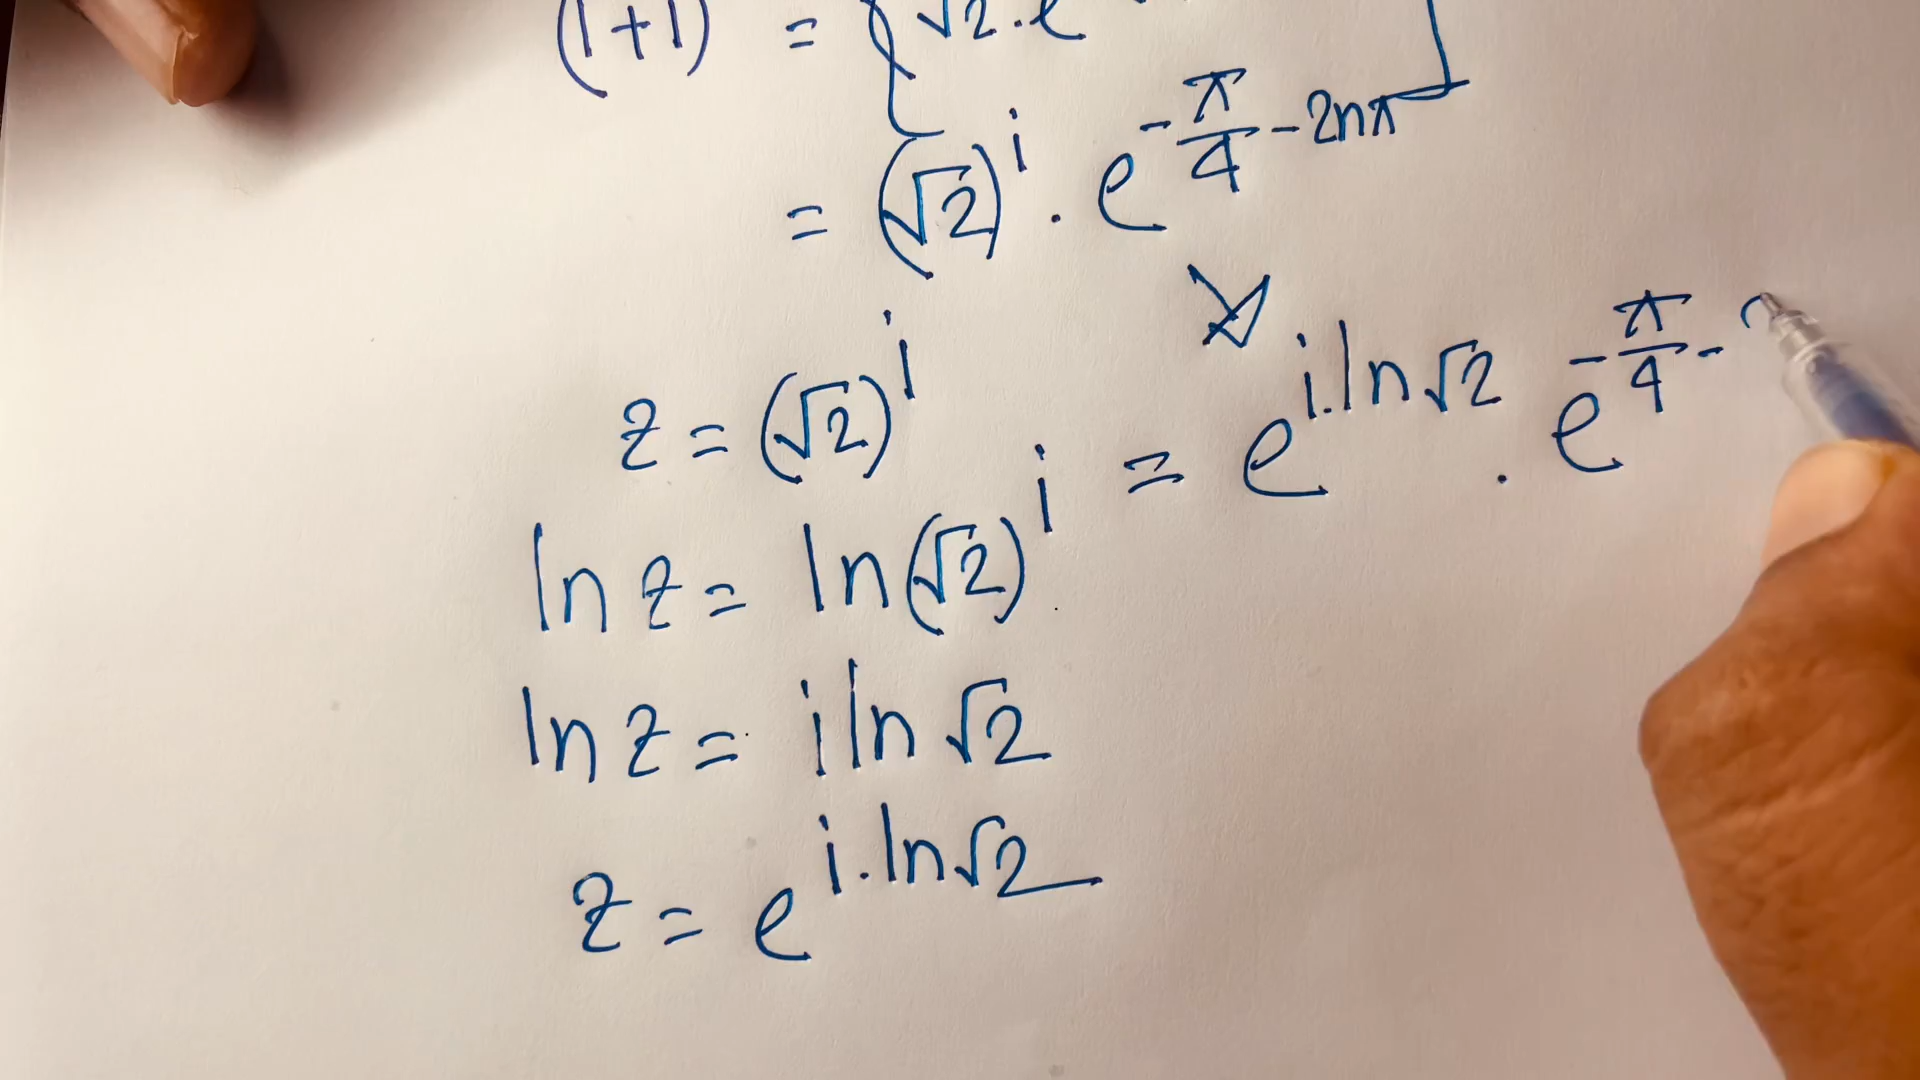 (1+i) = {√2.e
= (√2)^i . e^(-π/4 - 2nπ)
z = (√2)^i
= e^(i.ln√2) . e^(-π/4 -
ln z = ln(√2)^i
ln z = i ln √2
z = e^(i.ln√2)